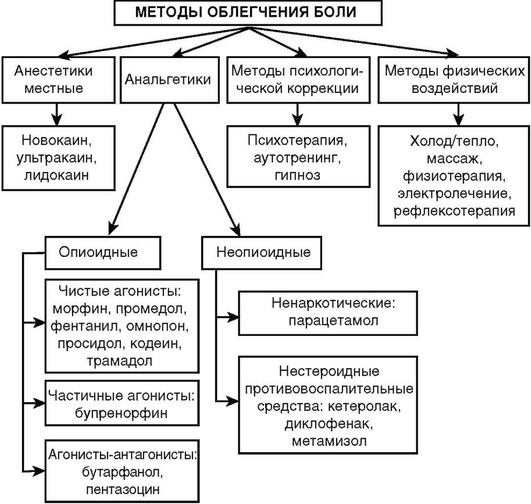 МЕТОДЫ ОБЛЕГЧЕНИЯ БОЛИ
Анестетики
местные
Анальгетики
Методы психологи-
ческой коррекции
Методы физических
воздействий
Новокаин,
ультракаин,
лидокаин
Психотерапия,
аутотренинг,
гипноз
Холод/тепло,
массаж,
физиотерапия,
электролечение,
рефлексотерапия
Опиоидные
Неопиоидные
Чистые агонисты:
морфин, промедол,
фентанил, омнопон,
просидол, кодеин,
трамадол
Ненаркотические:
парацетамол
Частичные агонисты:
бупренорфин
Нестероидные
противовоспалительные
средства: кетеролак,
диклофенак,
метамизол
Агонисты-антагонисты:
бутарфанол,
пентазоцин